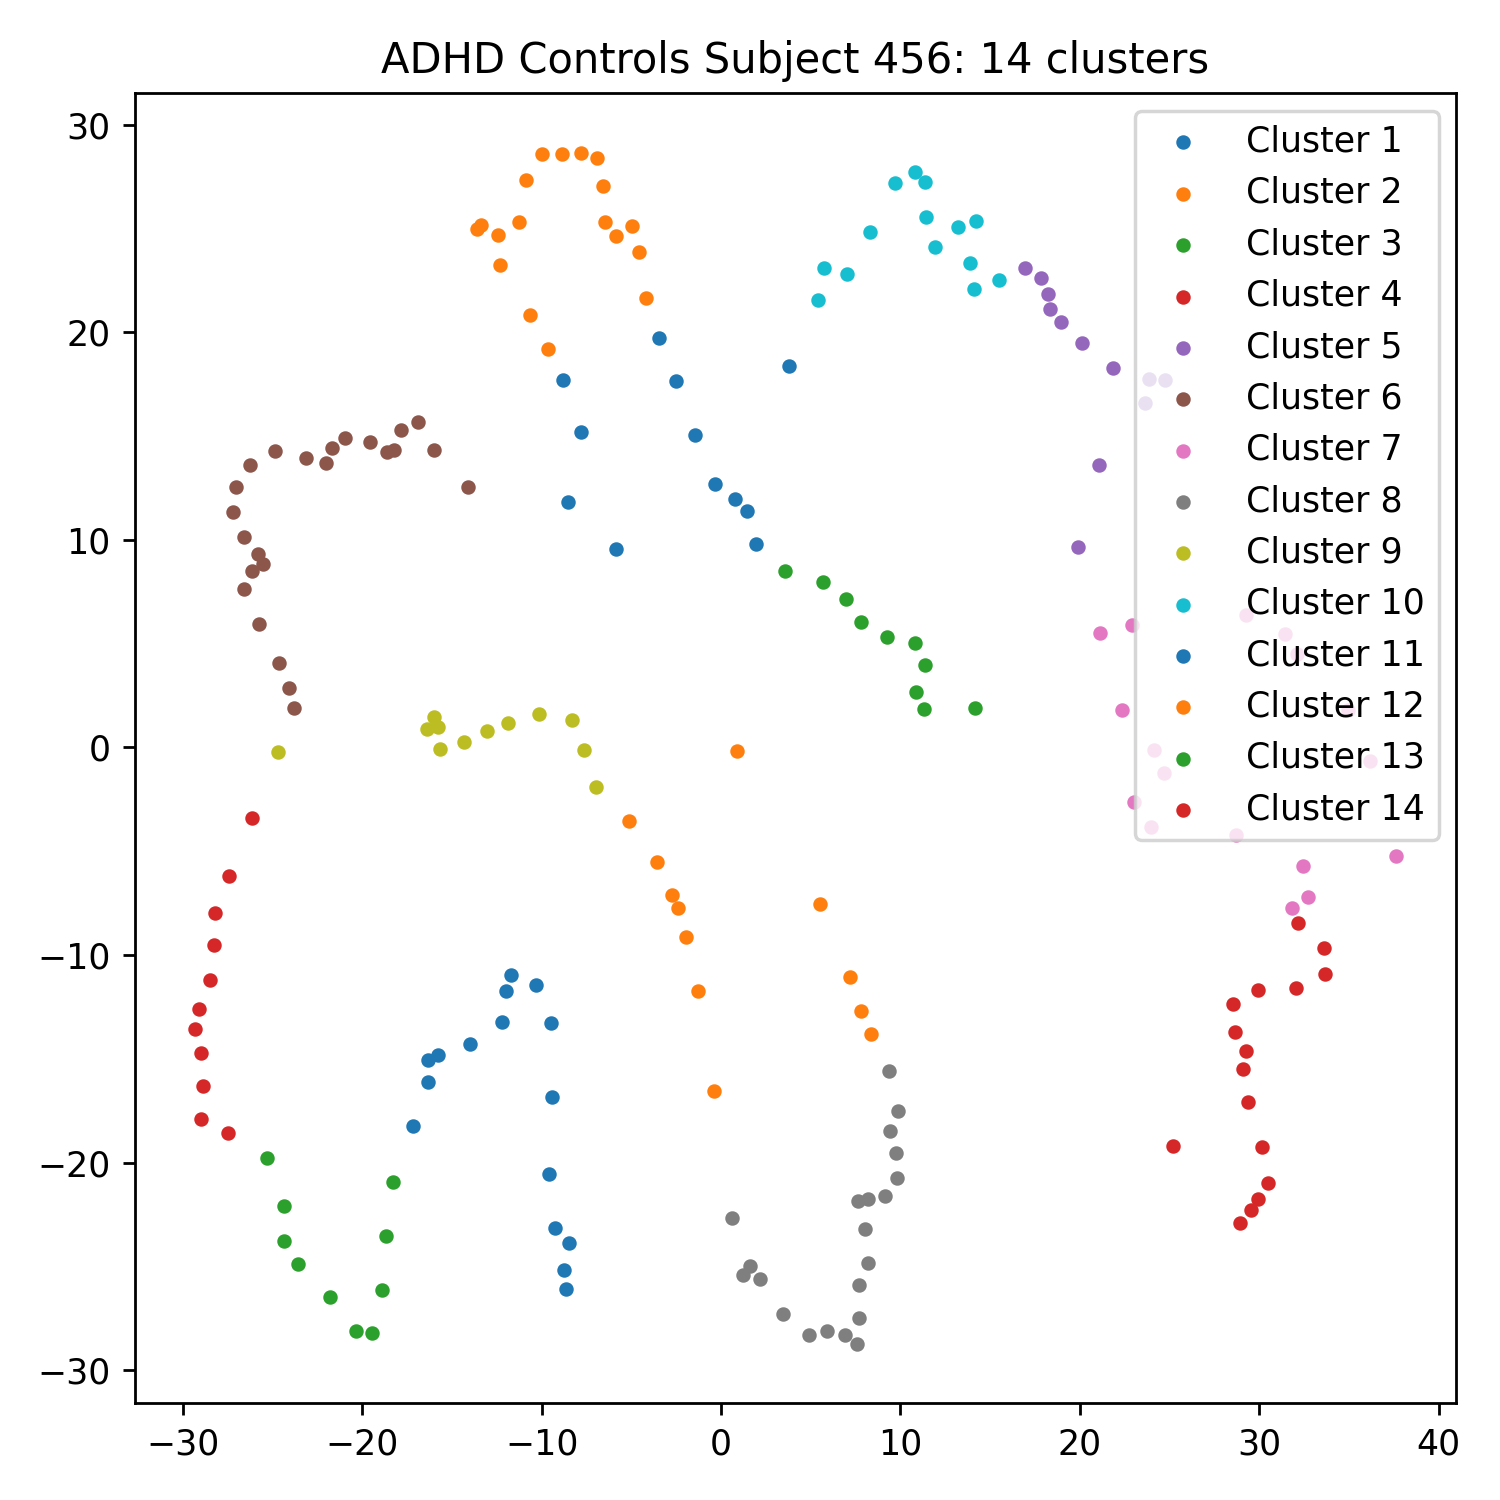 ADHD Controls Subject 456: 14 clusters
30
20
10
0
−10
−20
−30
−30
−20
−10
0
10
20
30
40
Cluster 1
Cluster 2
Cluster 3
Cluster 4
Cluster 5
Cluster 6
Cluster 7
Cluster 8
Cluster 9
Cluster 10
Cluster 11
Cluster 12
Cluster 13
Cluster 14